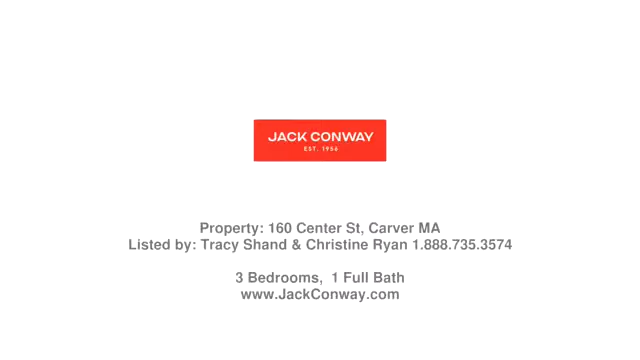 JACK CONWAY
EST. 1956
Property: 160 Center St, Carver MA
Listed by: Tracy Shand & Christine Ryan 1.888.735.3574
3 Bedrooms,  1 Full Bath
www.JackConway.com